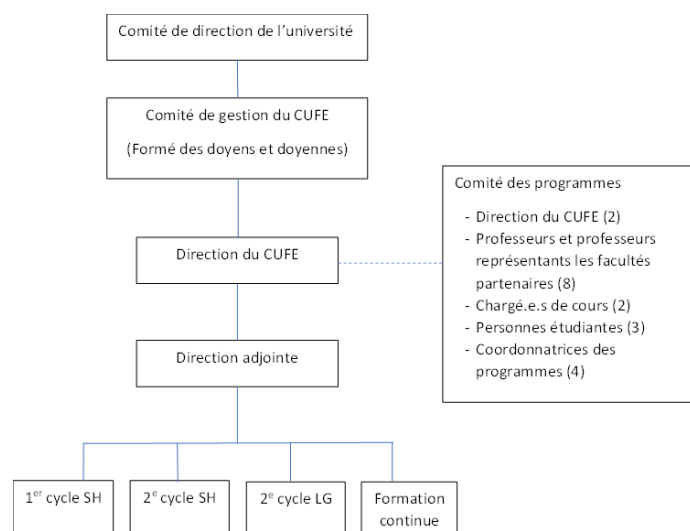 Comité de direction de l'université
Comité de gestion du CUFE
(Formé des doyens et doyennes)
Direction du CUFE
Direction adjointe
Comité des programmes
- Direction du CUFE (2)
- Professeurs et professeurs
représentants les facultés
partenaires (8)
- Chargé.e.s de cours (2)
- Personnes étudiantes (3)
- Coordonnatrices des
programmes (4)
1er cycle SH
2e cycle SH
2e cycle LG
Formation
continue